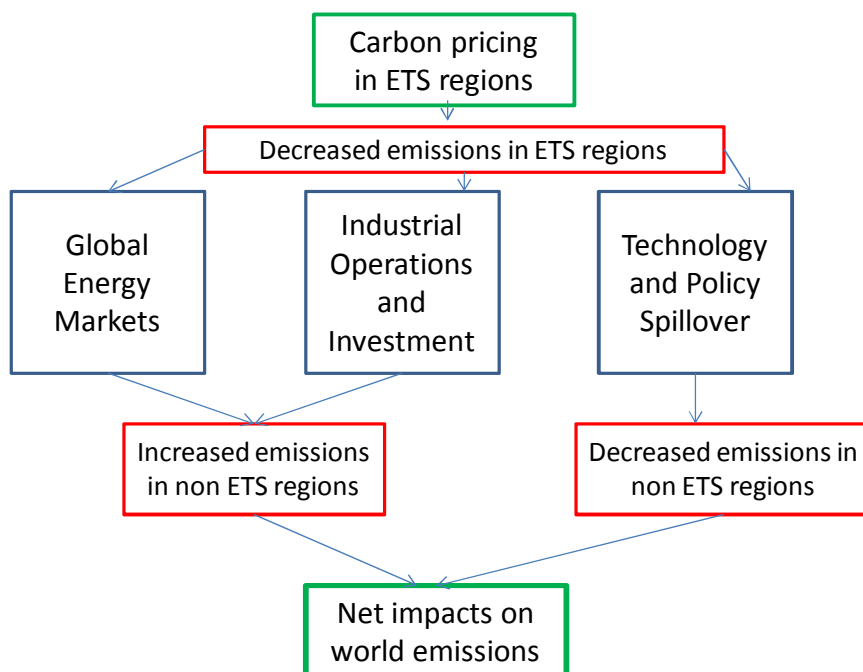 Carbon pricing
in ETS regions
Decreased emissions in ETS regions
Global
Energy
Markets
Industrial
Operations
and
Investment
Technology
and Policy
Spillover
Increased emissions
in non ETS regions
Decreased emissions in
non ETS regions
Net impacts on
world emissions